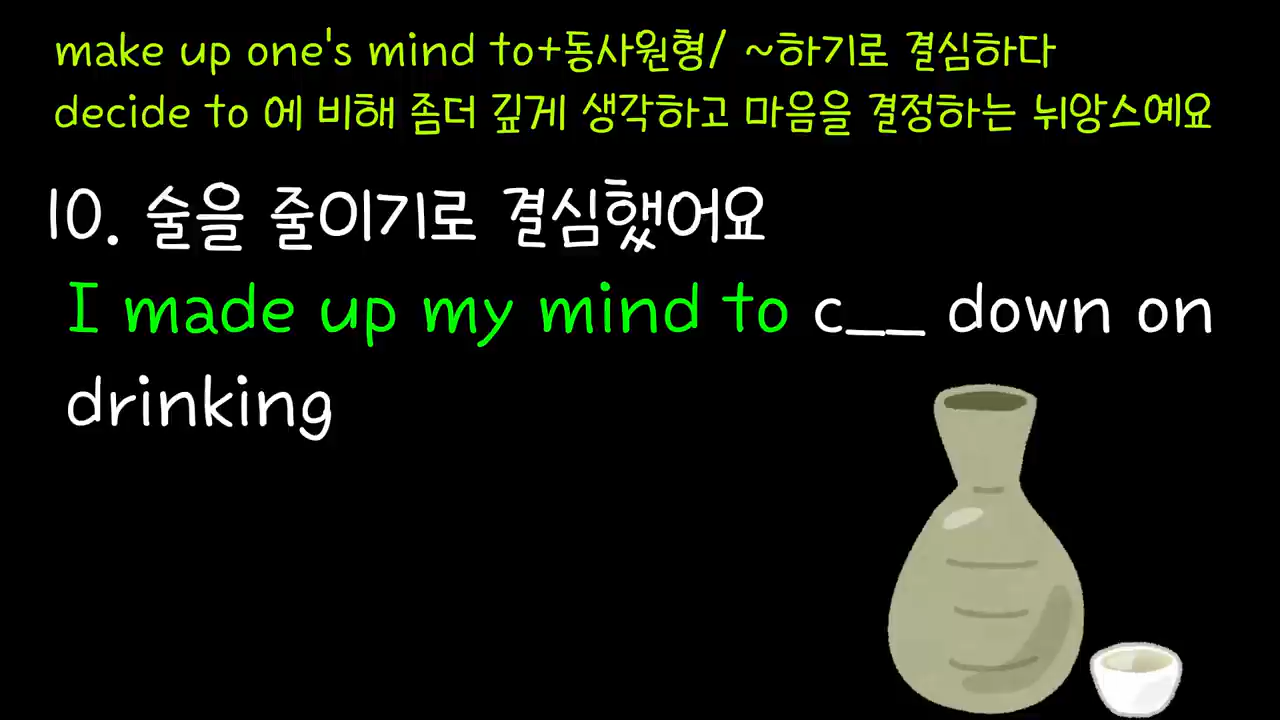 make up one's mind to+동사원형/ ~하기로 결심하다
decide to 에 비해 좀더 깊게 생각하고 마음을 결정하는 뉘앙스예요
10. 술을 줄이기로 결심했어요
I made up my mind to c__ down on
drinking